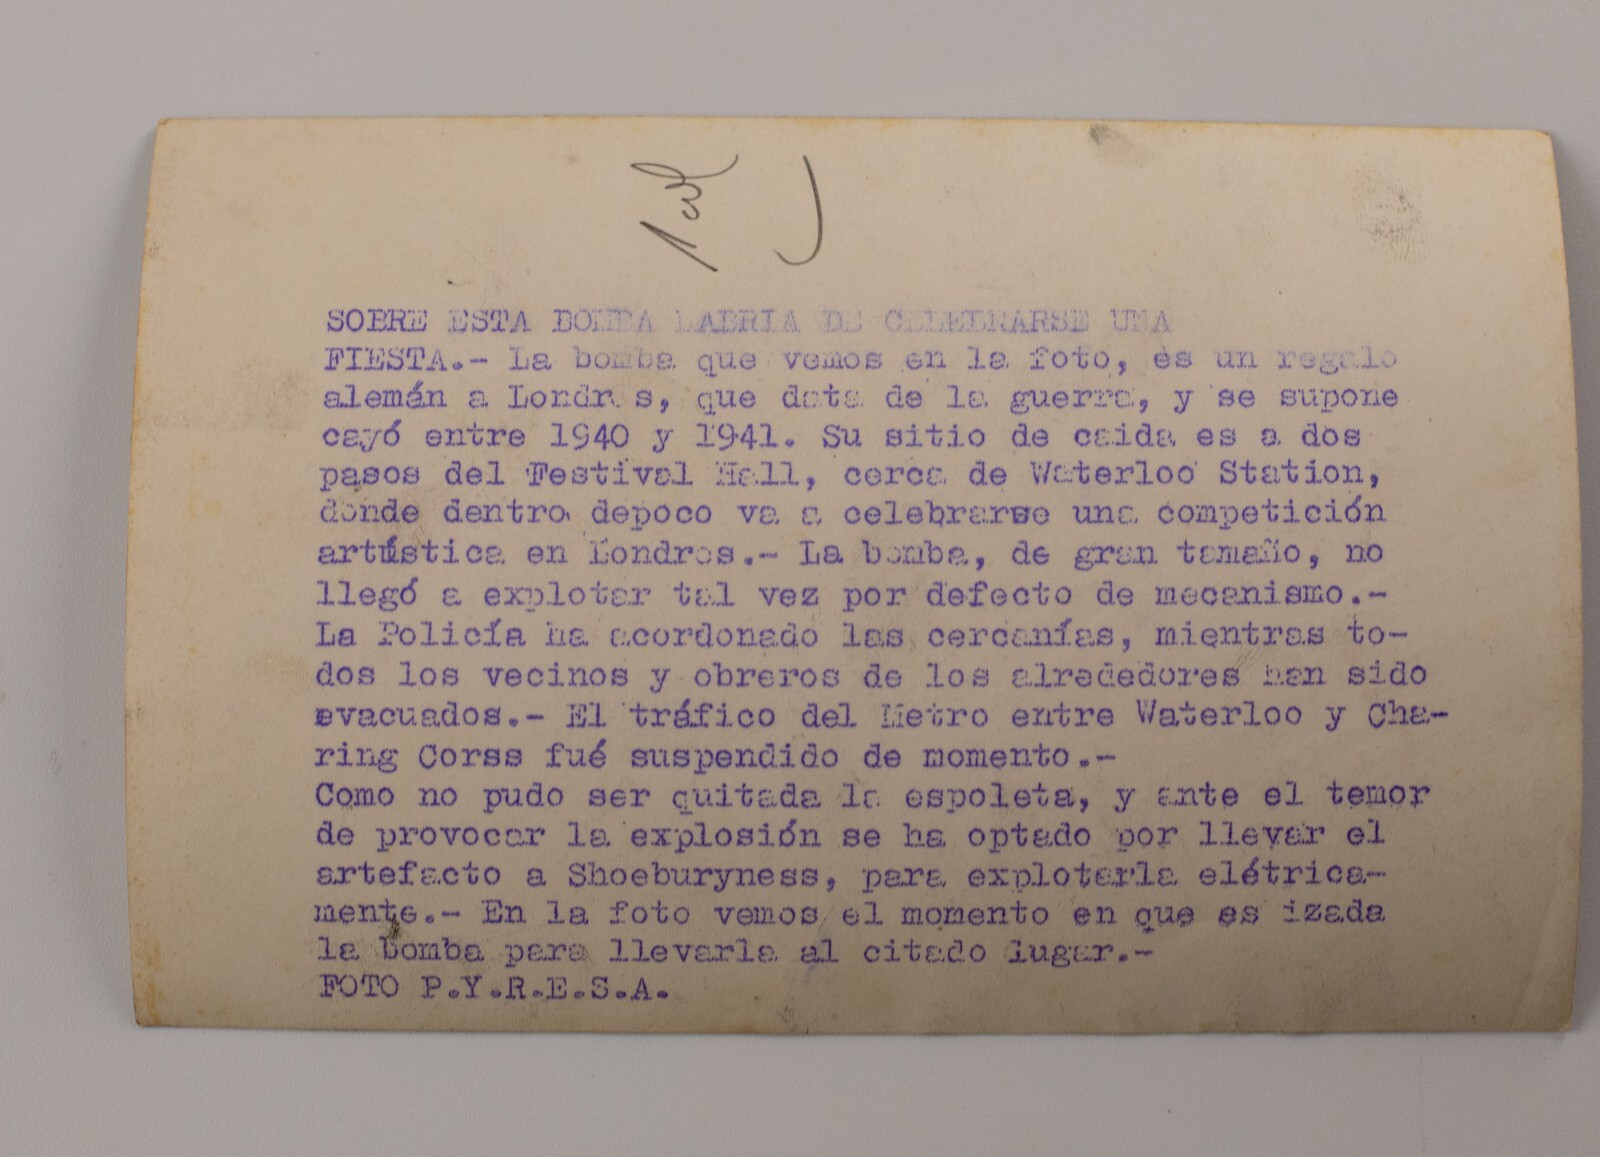 1 col
SOBRE ESTA BOMBA HABRIA DE CELEBRARSE UNA
FIESTA.- La bomba que vemos en la foto, es un regalo
alemán a Londres, que data de la guerra, y se supone
cayó entre 1940 y 1941. Su sitio de caida es a dos
pasos del Festival Hall, cerca de Waterloo Station,
donde dentro depoco va a celebrarse una competición
artística en Londres.- La bomba, de gran tamaño, no
llegó a explotar tal vez por defecto de mecanismo.-
La Policía ha acordonado las cercanías, mientras to-
dos los vecinos y obreros de los alrededores han sido
evacuados.- El tráfico del Metro entre Waterloo y Cha-
ring Corss fué suspendido de momento.-
Como no pudo ser quitada la espoleta, y ante el temor
de provocar la explosión se ha optado por llevar el
artefacto a Shoeburyness, para explotarla elétrica-
mente.- En la foto vemos el momento en que es izada
la bomba para llevarla al citado lugar.-
FOTO P.Y.R.E.S.A.